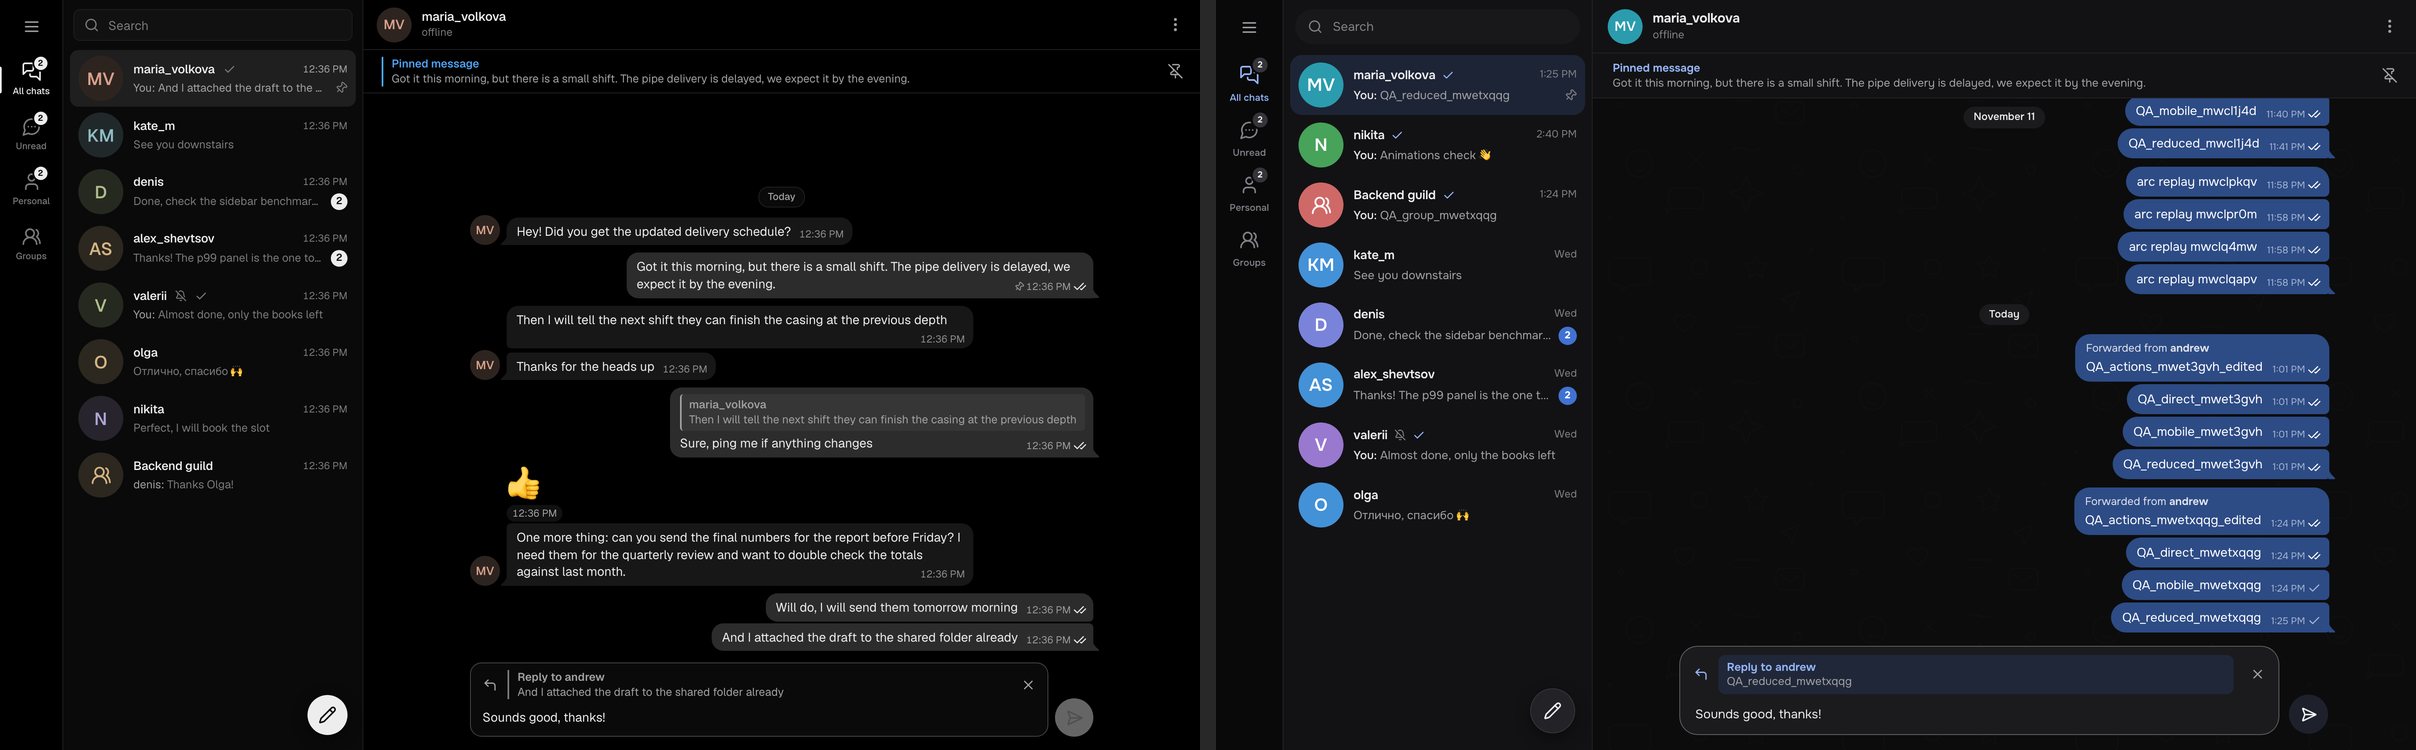 Search
2
All chats
2
Unread
2
Personal
Groups
MV
maria_volkova
12:36 PM
You: And I attached the draft to the ...
KM
kate_m
12:36 PM
See you downstairs
D
denis
12:36 PM
Done, check the sidebar benchmar...
2
AS
alex_shevtsov
12:36 PM
Thanks! The p99 panel is the one to...
2
V
valerii
12:36 PM
You: Almost done, only the books left
O
olga
12:36 PM
Отлично, спасибо 🙌
N
nikita
12:36 PM
Perfect, I will book the slot
Backend guild
12:36 PM
denis: Thanks Olga!
MV
maria_volkova
offline
Pinned message
Got it this morning, but there is a small shift. The pipe delivery is delayed, we expect it by the evening.
Today
MV
Hey! Did you get the updated delivery schedule? 12:36 PM
Got it this morning, but there is a small shift. The pipe delivery is delayed, we
expect it by the evening.
12:36 PM
Then I will tell the next shift they can finish the casing at the previous depth
12:36 PM
MV
Thanks for the heads up 12:36 PM
maria_volkova
Then I will tell the next shift they can finish the casing at the previous depth
Sure, ping me if anything changes
12:36 PM
👍
12:36 PM
One more thing: can you send the final numbers for the report before Friday? I
need them for the quarterly review and want to double check the totals
against last month.
12:36 PM
MV
Will do, I will send them tomorrow morning 12:36 PM
And I attached the draft to the shared folder already 12:36 PM
Reply to andrew
And I attached the draft to the shared folder already
Sounds good, thanks!
Search
2
All chats
2
Unread
2
Personal
Groups
MV
maria_volkova
1:25 PM
You: QA_reduced_mwetxqqg
N
nikita
2:40 PM
You: Animations check 👋
Backend guild
1:24 PM
You: QA_group_mwetxqqg
KM
kate_m
Wed
See you downstairs
D
denis
Wed
Done, check the sidebar benchmar...
2
AS
alex_shevtsov
Wed
Thanks! The p99 panel is the one t...
2
V
valerii
Wed
You: Almost done, only the books left
O
olga
Wed
Отлично, спасибо 🙌
MV
maria_volkova
offline
Pinned message
Got it this morning, but there is a small shift. The pipe delivery is delayed, we expect it by the evening.
November 11
QA_mobile_mwcl1j4d 11:40 PM
QA_reduced_mwcl1j4d 11:41 PM
arc replay mwclpkqv 11:58 PM
arc replay mwclpr0m 11:58 PM
arc replay mwclq4mw 11:58 PM
arc replay mwclqapv 11:58 PM
Today
Forwarded from andrew
QA_actions_mwet3gvh_edited 1:01 PM
QA_direct_mwet3gvh 1:01 PM
QA_mobile_mwet3gvh 1:01 PM
QA_reduced_mwet3gvh 1:01 PM
Forwarded from andrew
QA_actions_mwetxqqg_edited 1:24 PM
QA_direct_mwetxqqg 1:24 PM
QA_mobile_mwetxqqg 1:24 PM
QA_reduced_mwetxqqg 1:25 PM
Reply to andrew
QA_reduced_mwetxqqg
Sounds good, thanks!